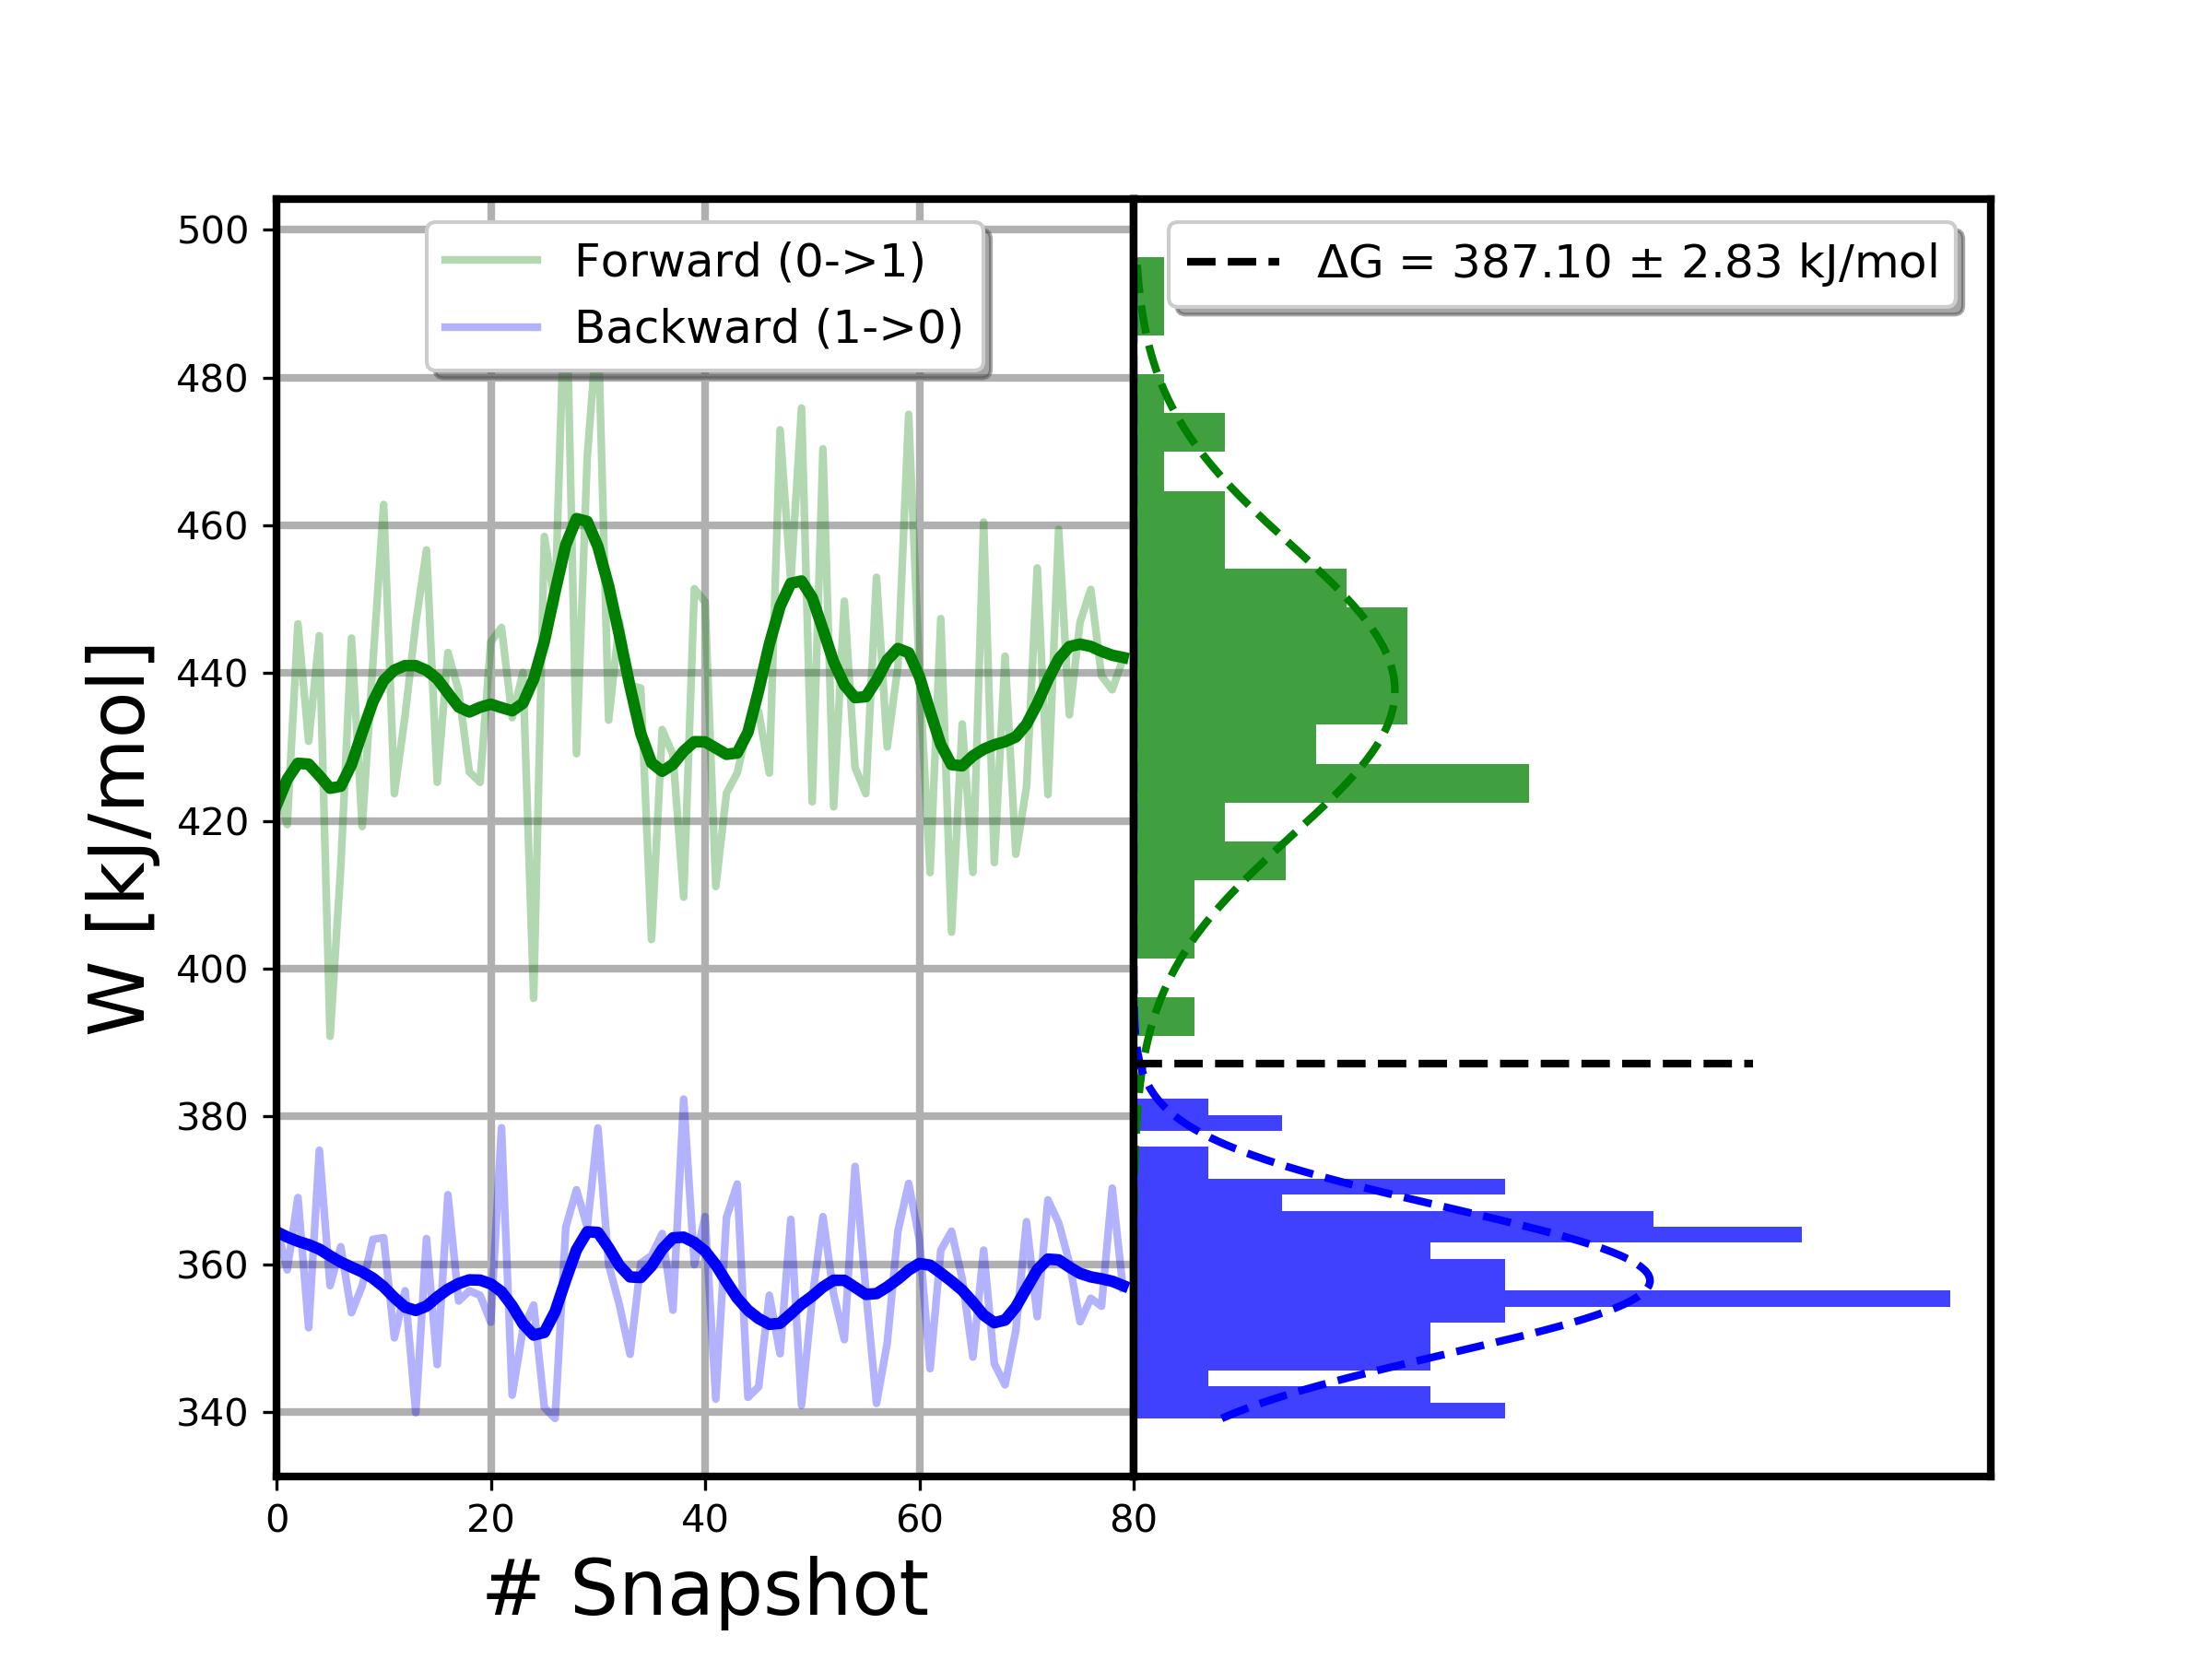 Forward (0->1)
Backward (1->0)
ΔG = 387.10 ± 2.83 kJ/mol
W [kJ/mol]
500
480
460
440
420
400
380
360
340
0 20 40 60 80
# Snapshot